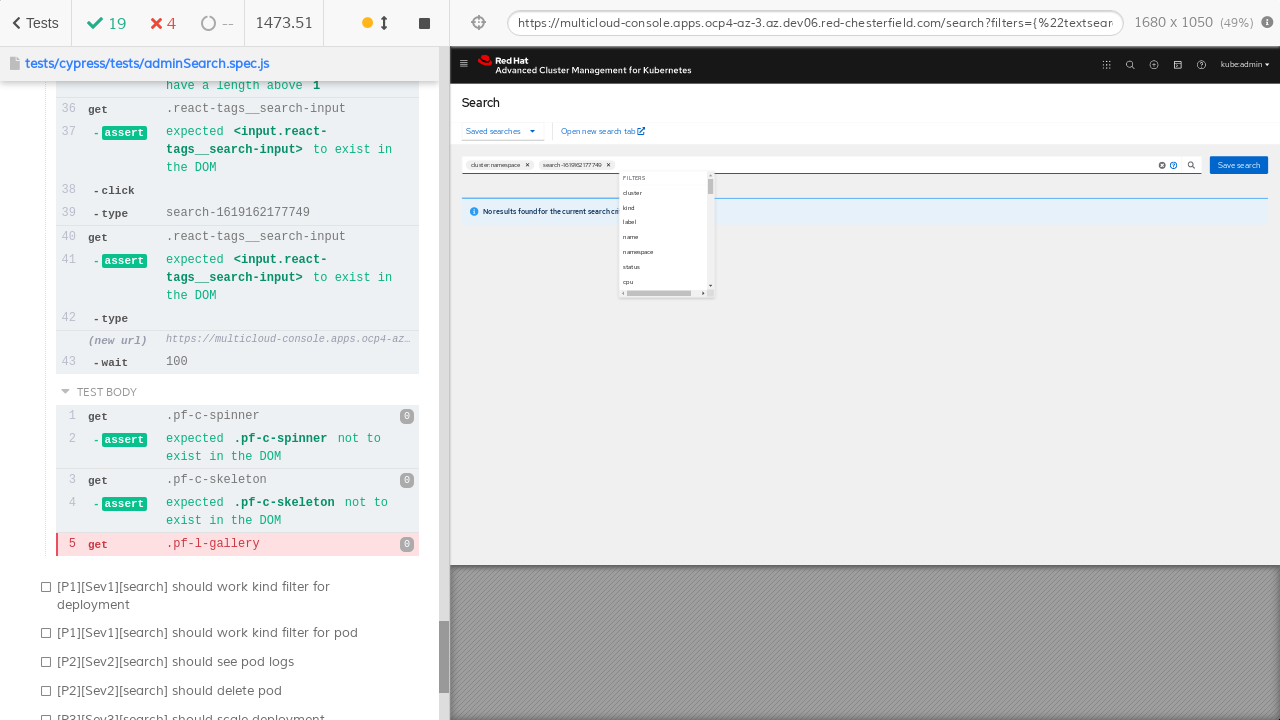 Tests
19
4
--
1473.51
https://multicloud-console.apps.ocp4-az-3.az.dev06.red-chesterfield.com/search?filters={%22textsear
1680 x 1050 (49%)
tests/cypress/tests/adminSearch.spec.js
have a length above 1
36 get .react-tags__search-input
37 -assert expected <input.react-
tags__search-input> to exist in
the DOM
38 -click
39 -type search-1619162177749
40 get .react-tags__search-input
41 -assert expected <input.react-
tags__search-input> to exist in
the DOM
42 -type
(new url) https://multicloud-console.apps.ocp4-az…
43 -wait 100
TEST BODY
1 get .pf-c-spinner 0
2 -assert expected .pf-c-spinner not to
exist in the DOM
3 get .pf-c-skeleton 0
4 -assert expected .pf-c-skeleton not to
exist in the DOM
5 get .pf-l-gallery 0
[P1][Sev1][search] should work kind filter for
deployment
[P1][Sev1][search] should work kind filter for pod
[P2][Sev2][search] should see pod logs
[P2][Sev2][search] should delete pod
[P3][Sev3][search] should scale deployment
Red Hat
Advanced Cluster Management for Kubernetes
kube:admin
Search
Saved searches
Open new search tab
cluster:namespace
search-1619162177749
Save search
No results found for the current search cri
FILTERS
cluster
kind
label
name
namespace
status
cpu